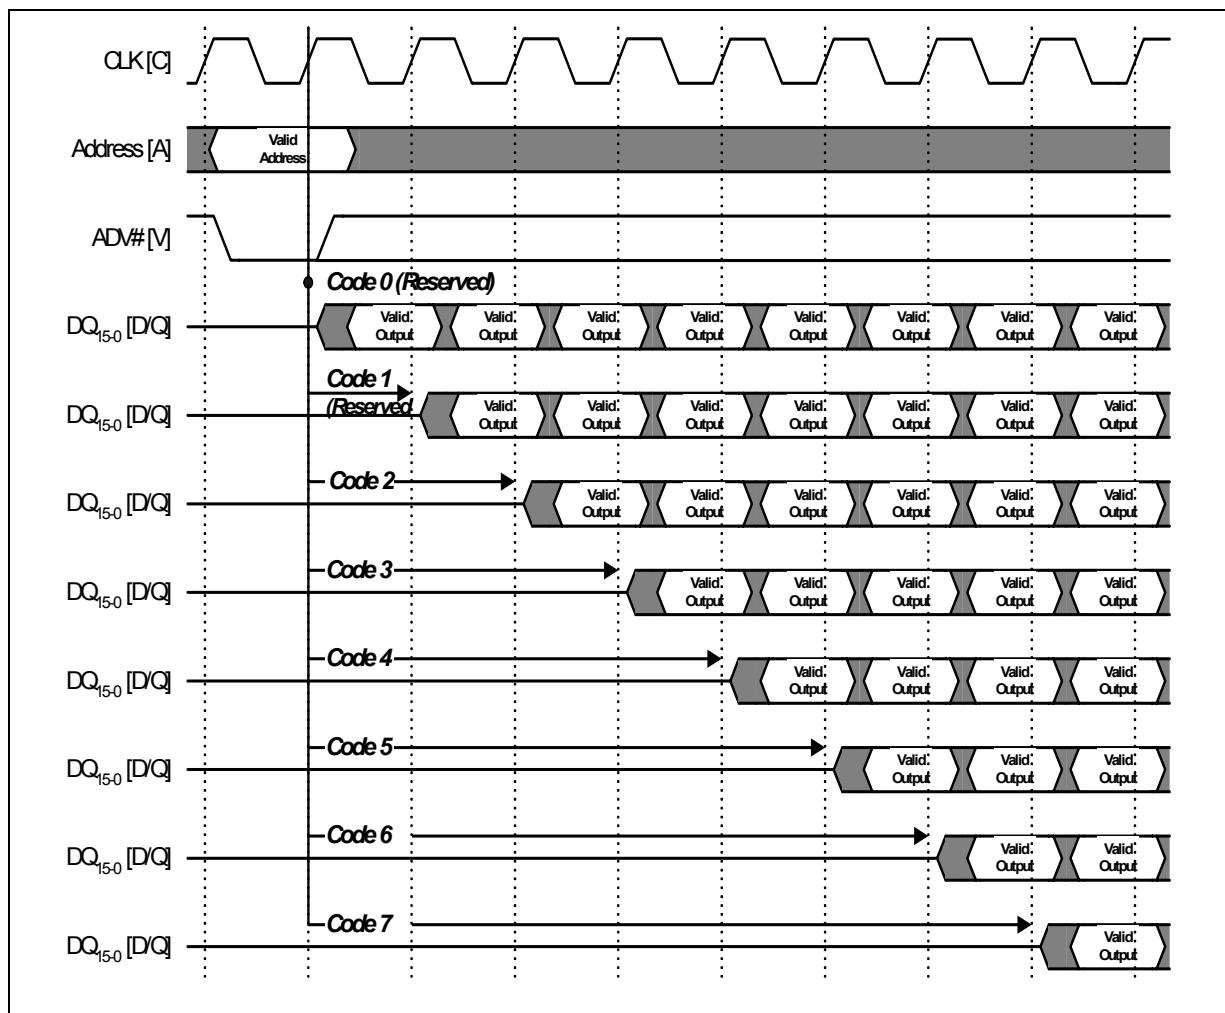 CLK [C]
Address [A]
Valid
Address
ADV# [V]
Code 0 (Reserved)
DQ15-0 [D/Q]
Valid Output Valid Output Valid Output Valid Output Valid Output Valid Output Valid Output Valid Output
Code 1
(Reserved
DQ15-0 [D/Q]
Valid Output Valid Output Valid Output Valid Output Valid Output Valid Output Valid Output
Code 2
DQ15-0 [D/Q]
Valid Output Valid Output Valid Output Valid Output Valid Output Valid Output
Code 3
DQ15-0 [D/Q]
Valid Output Valid Output Valid Output Valid Output Valid Output
Code 4
DQ15-0 [D/Q]
Valid Output Valid Output Valid Output Valid Output
Code 5
DQ15-0 [D/Q]
Valid Output Valid Output Valid Output
Code 6
DQ15-0 [D/Q]
Valid Output Valid Output
Code 7
DQ15-0 [D/Q]
Valid Output